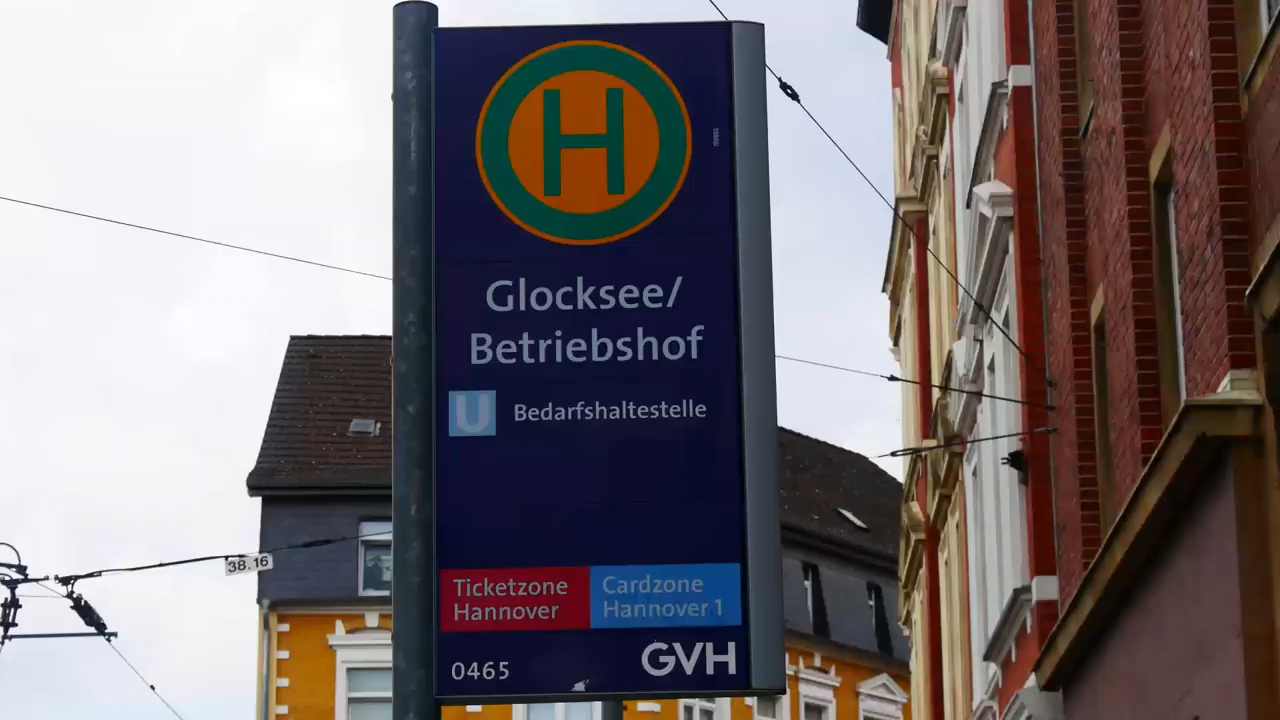 H
Glocksee/
Betriebshof
U Bedarfshaltestelle
Ticketzone
Hannover
Cardzone
Hannover 1
0465
GVH
38.16